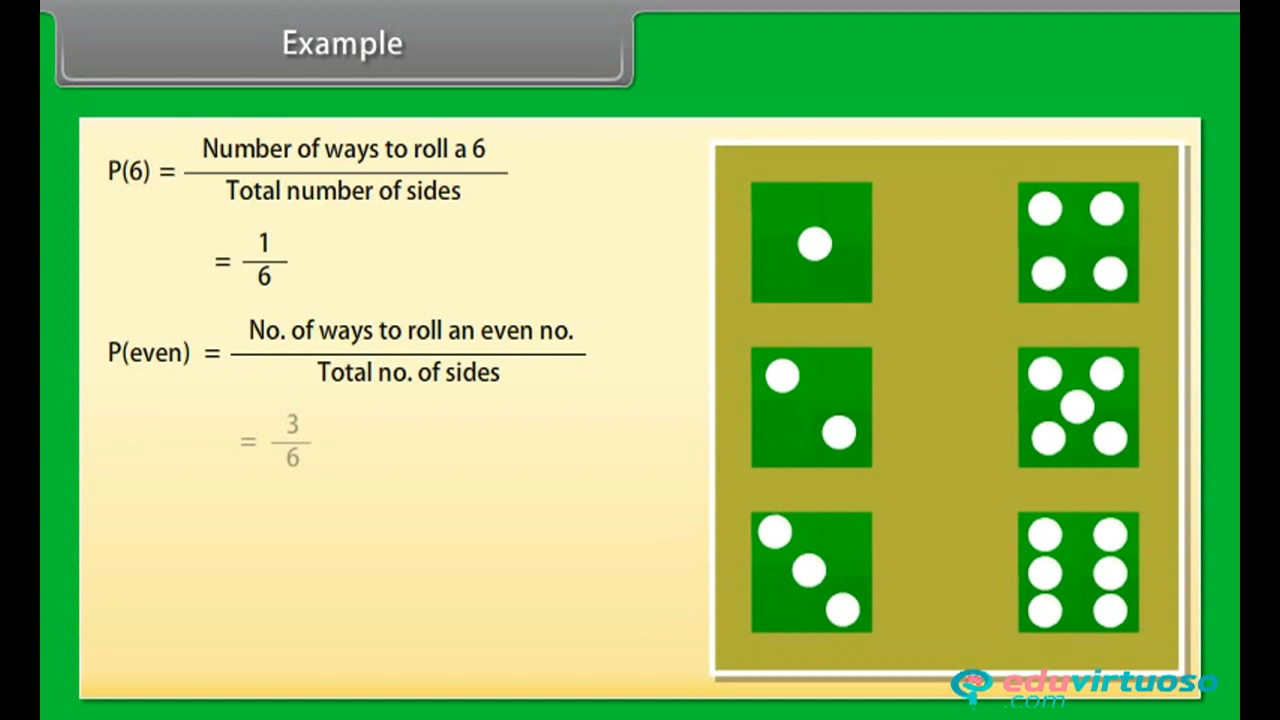 Example
P(6) = Number of ways to roll a 6
Total number of sides
= 1
6
P(even) = No. of ways to roll an even no.
Total no. of sides
= 3
6
eduvirtuoso
.com